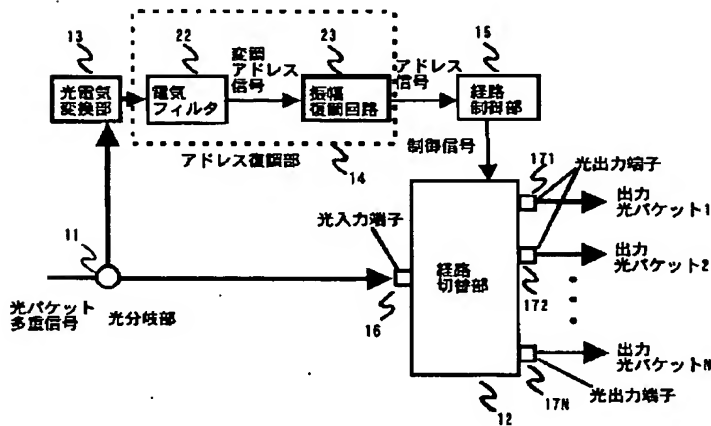 13
22
23
15
光電気
変換部
電気
フィルタ
変調
アドレス
信号
振幅
復調回路
アドレス
信号
経路
制御部
アドレス復調部
14
制御信号
171
光出力端子
出力
光パケット1
11
光入力端子
経路
切替部
出力
光パケット2
172
光パケット
多重信号
光分岐部
16
出力
光パケットN
17N
光出力端子
12